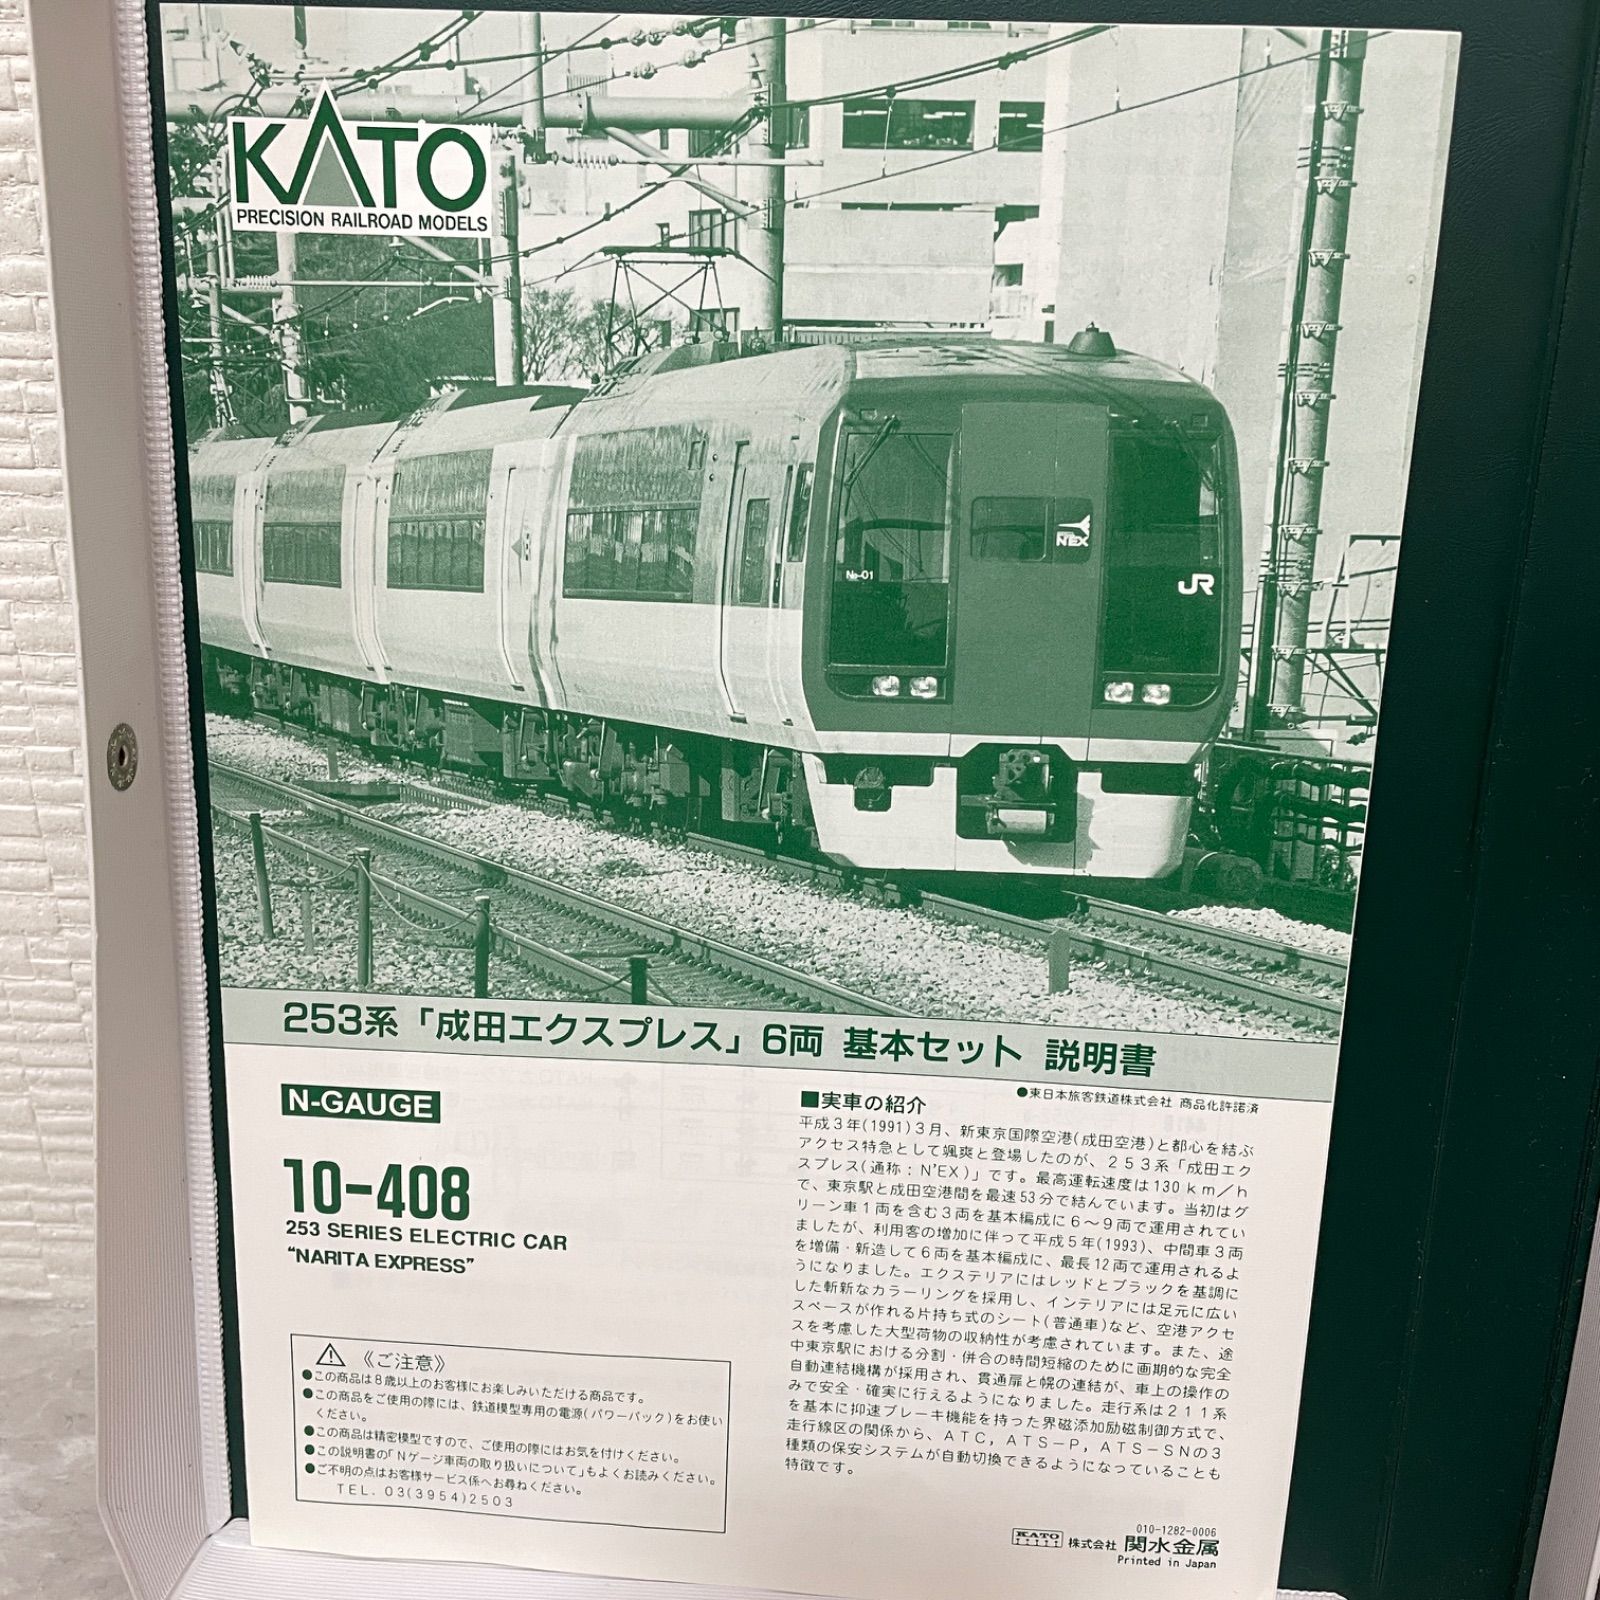 KATO
PRECISION RAILROAD MODELS
No-01
N'EX
JR
253系「成田エクスプレス」6両 基本セット 説明書
●東日本旅客鉄道株式会社 商品化許諾済
N-GAUGE
10-408
253 SERIES ELECTRIC CAR
“NARITA EXPRESS”
《ご注意》
●この商品は8歳以上のお客様にお楽しみいただける商品です。
●この商品をご使用の際には、鉄道模型専用の電源(パワーパック)をお使い
ください。
●この商品は精密模型ですので、ご使用の際にはお気を付けください。
●この説明書の「Nゲージ車両の取り扱いについて」もよくお読みください。
●ご不明の点はお客様サービス係へお尋ねください。
TEL. 03(3954)2503
■実車の紹介
平成3年(1991)3月、新東京国際空港(成田空港)と都心を結ぶ
アクセス特急として颯爽と登場したのが、253系「成田エク
スプレス(通称:N'EX)」です。最高運転速度は130km/h
で、東京駅と成田空港間を最速53分で結んでいます。当初はグ
リーン車1両を含む3両を基本編成に6〜9両で運用されてい
ましたが、利用客の増加に伴って平成5年(1993)、中間車3両
を増備・新造して6両を基本編成に、最長12両で運用されるよ
うになりました。エクステリアにはレッドとブラックを基調に
した斬新なカラーリングを採用し、インテリアには足元に広い
スペースが作れる片持ち式のシート(普通車)など、空港アクセ
スを考慮した大型荷物の収納性が考慮されています。また、途
中東京駅における分割・併合の時間短縮のために画期的な完全
自動連結機構が採用され、貫通扉と幌の連結が、車上の操作の
みで安全・確実に行えるようになりました。走行系は211系
を基本に抑速ブレーキ機能を持った界磁添加励磁制御方式で、
走行線区の関係から、ATC, ATS-P, ATS-SNの3
種類の保安システムが自動切換できるようになっていることも
特徴です。
010-1282-0006
KATO 株式会社 関水金属
Printed in Japan